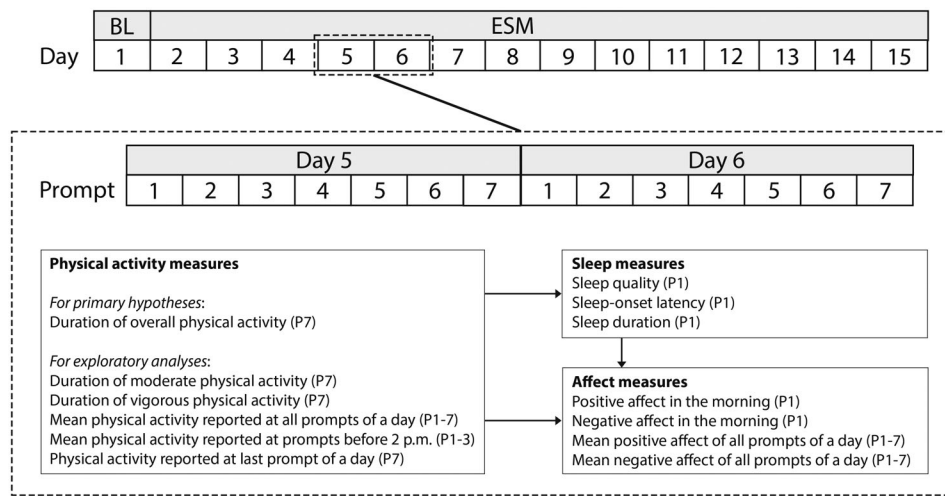 BL ESM
Day 1 2 3 4 5 6 7 8 9 10 11 12 13 14 15
Day 5 Day 6
Prompt 1 2 3 4 5 6 7 1 2 3 4 5 6 7
Physical activity measures
For primary hypotheses:
Duration of overall physical activity (P7)
For exploratory analyses:
Duration of moderate physical activity (P7)
Duration of vigorous physical activity (P7)
Mean physical activity reported at all prompts of a day (P1-7)
Mean physical activity reported at prompts before 2 p.m. (P1-3)
Physical activity reported at last prompt of a day (P7)
Sleep measures
Sleep quality (P1)
Sleep-onset latency (P1)
Sleep duration (P1)
Affect measures
Positive affect in the morning (P1)
Negative affect in the morning (P1)
Mean positive affect of all prompts of a day (P1-7)
Mean negative affect of all prompts of a day (P1-7)